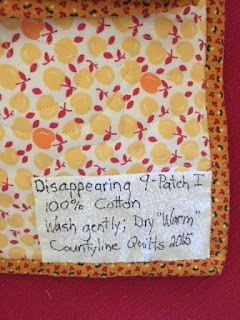 Disappearing 9-Patch I
100% Cotton
Wash gently; Dry "Warm"
Countyline Quilts 2015